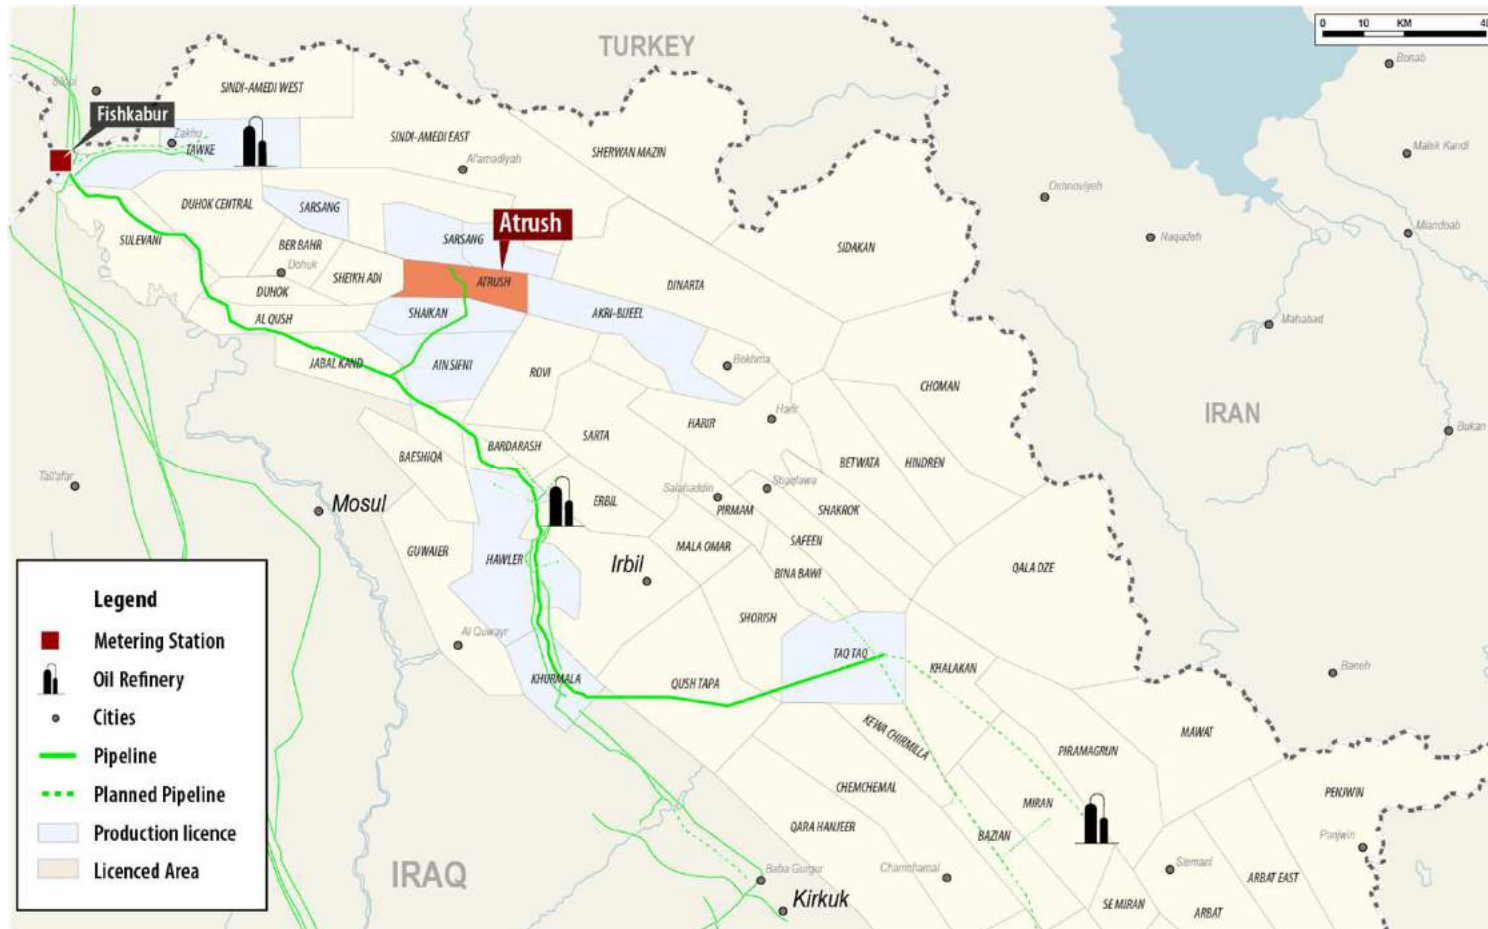 TURKEY
0 10 KM
Bonab
SINDI-AMEDI WEST
Fishkabur
Zakhu
TAWKE
SINDI-AMEDI EAST
SHERWAN MAZIN
Al'amadiyah
Malek Kandi
Oshnoviyeh
DUHOK CENTRAL
SARSANG
Atrush
SULEVANI
BER BAHR
SARSANG
SIDAKAN
Naqadeh
Miandoab
Dohuk
SHEIKH ADI
ATRUSH
DINARTA
DUHOK
AL QUSH
SHAIKAN
AKRI-BIJEEL
Mahabad
JABAL KAND
AIN SIFNI
ROVI
Bekhma
CHOMAN
IRAN
Harir
HARIR
Bukan
BAESHIQA
BARDARASH
SARTA
BETWATA
HINDREN
Tall'afar
Mosul
ERBIL
Salahaddin
Shaqlawa
PIRMAM
SHAKROK
GUWAIER
HAWLER
Irbil
MALA OMAR
SAFEEN
BINA BAWI
QALA DZE
SHORISH
Al Quwayr
TAQ TAQ
KHALAKAN
Baneh
KHURMALA
QUSH TAPA
KEWA CHIRMILLA
PIRAMAGRUN
MAWAT
CHEMCHEMAL
MIRAN
PENJWIN
QARA HANJEER
BAZIAN
Panjwin
IRAQ
Baba Gurgur
Chamchamal
Slemani
ARBAT EAST
Kirkuk
SE MIRAN
ARBAT
Legend
Metering Station
Oil Refinery
Cities
Pipeline
Planned Pipeline
Production licence
Licenced Area